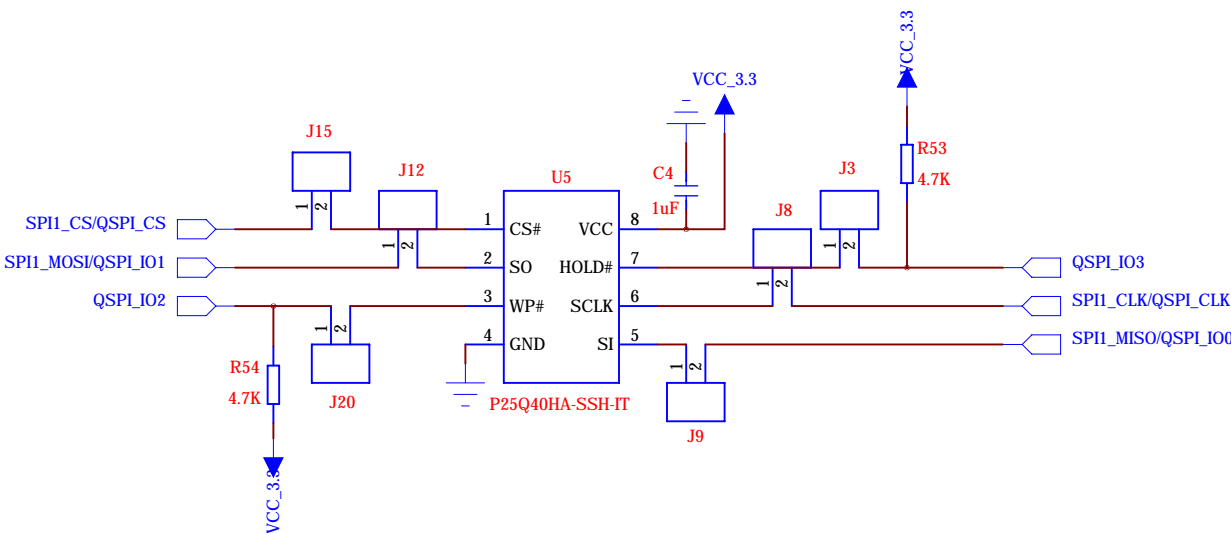 VCC_3.3
VCC_3.3
J15
J12
U5
C4
1uF
R53
4.7K
J3
J8
SPI1_CS/QSPI_CS
1
2
1
CS#
VCC
8
SPI1_MOSI/QSPI_IO1
1
2
2
SO
HOLD#
7
1
2
QSPI_IO3
QSPI_IO2
3
WP#
SCLK
6
1
2
SPI1_CLK/QSPI_CLK
1
2
4
GND
SI
5
SPI1_MISO/QSPI_IO0
R54
4.7K
J20
P25Q40HA-SSH-IT
1
2
J9
VCC_3.3